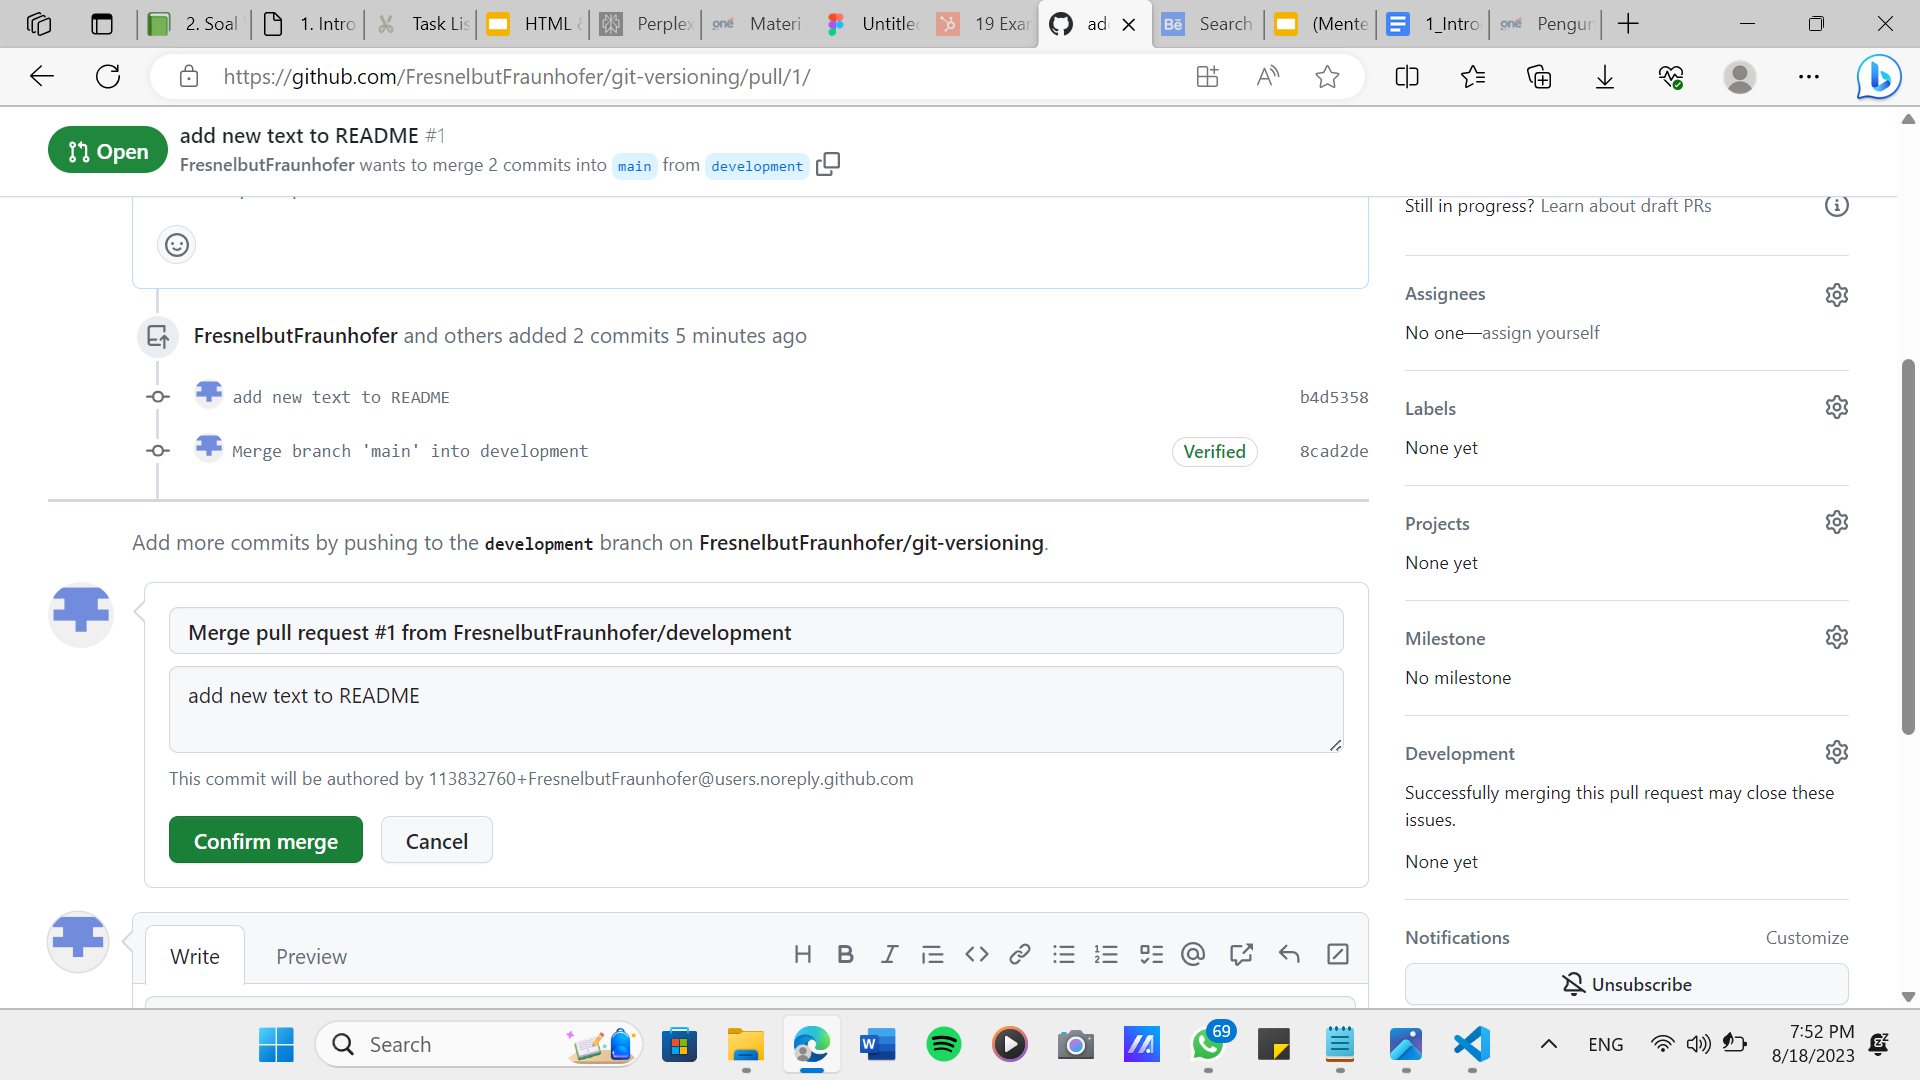 2. Soal
1. Intro
Task Lis
HTML &
Perplex
Materi
Untitled
19 Exar
add
Search
(Mente
1_Intro
Pengun
https://github.com/FresnelbutFraunhofer/git-versioning/pull/1/
Open
add new text to README #1
FresnelbutFraunhofer wants to merge 2 commits into main from development
Still in progress? Learn about draft PRs
FresnelbutFraunhofer and others added 2 commits 5 minutes ago
add new text to README b4d5358
Merge branch 'main' into development Verified 8cad2de
Add more commits by pushing to the development branch on FresnelbutFraunhofer/git-versioning.
Merge pull request #1 from FresnelbutFraunhofer/development
add new text to README
This commit will be authored by 113832760+FresnelbutFraunhofer@users.noreply.github.com
Confirm merge Cancel
Write Preview
Assignees
No one—assign yourself
Labels
None yet
Projects
None yet
Milestone
No milestone
Development
Successfully merging this pull request may close these
issues.
None yet
Notifications Customize
Unsubscribe
Search
69
ENG
7:52 PM
8/18/2023